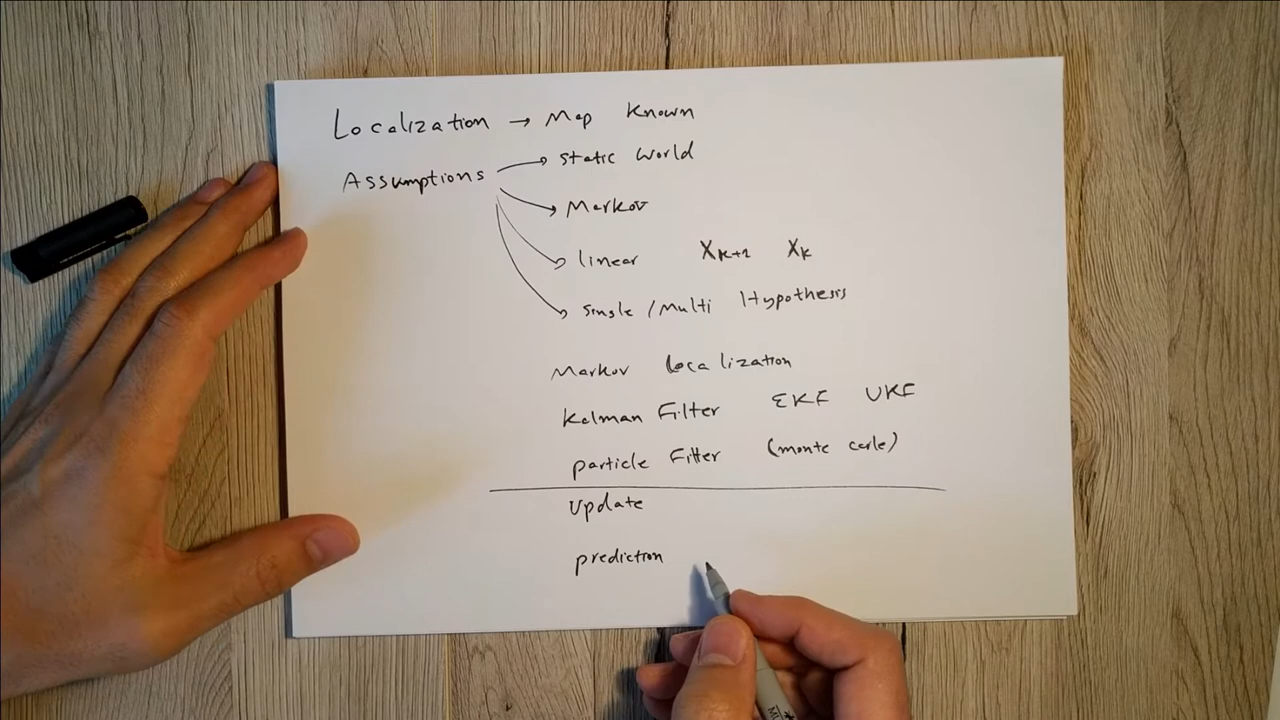 Localization → Map Known
Assumptions → static world
→ Markov
→ linear X_{K+1} X_K
→ Single / Multi Hypothesis
Markov localization
Kalman Filter EKF UKF
particle Filter (monte carlo)
Update
prediction